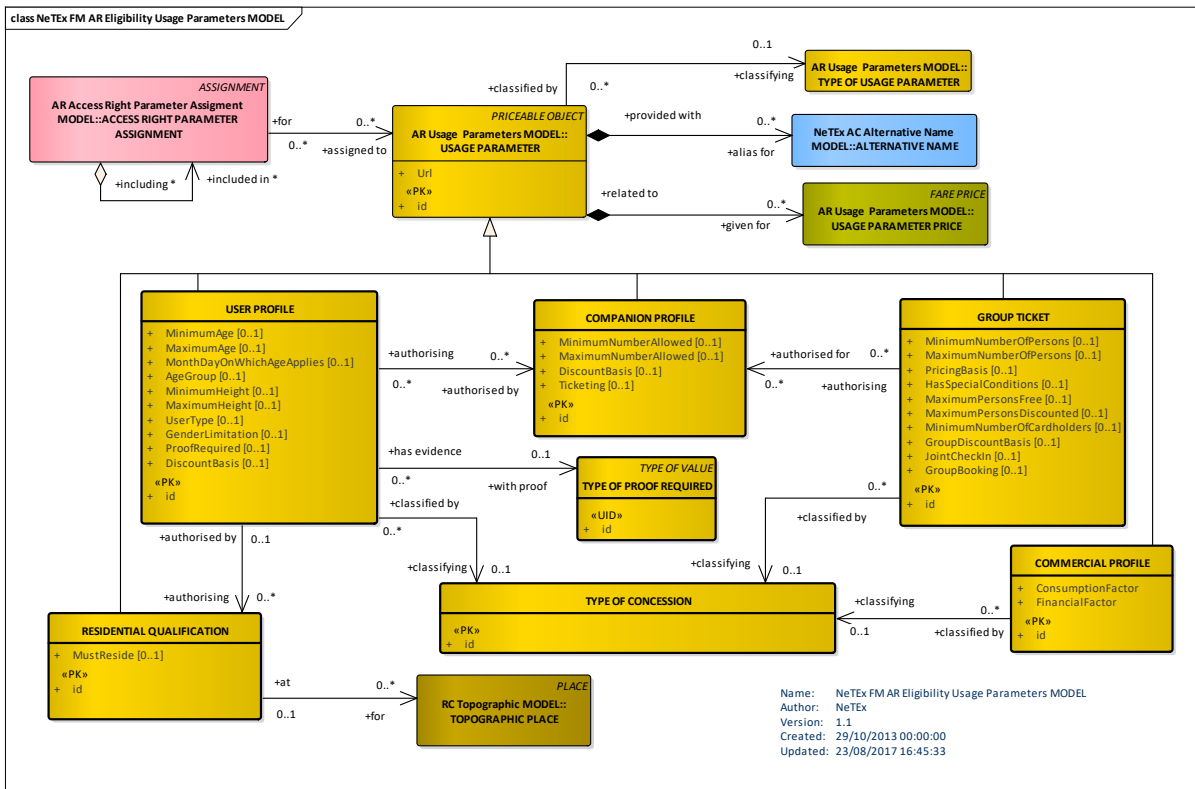 class NeTEx FM AR Eligibility Usage Parameters MODEL
ASSIGNMENT
AR Access Right Parameter Assigment
MODEL::ACCESS RIGHT PARAMETER
ASSIGNMENT
+including *
+included in *
+for
0..*
0..*
+assigned to
PRICEABLE OBJECT
AR Usage Parameters MODEL::
USAGE PARAMETER
+ Url
«PK»
+ id
+classified by
0..*
0..1
+classifying
AR Usage Parameters MODEL::
TYPE OF USAGE PARAMETER
+provided with
0..*
+alias for
NeTEx AC Alternative Name
MODEL::ALTERNATIVE NAME
+related to
0..*
+given for
FARE PRICE
AR Usage Parameters MODEL::
USAGE PARAMETER PRICE
USER PROFILE
+ MinimumAge [0..1]
+ MaximumAge [0..1]
+ MonthDayOnWhichAgeApplies [0..1]
+ AgeGroup [0..1]
+ MinimumHeight [0..1]
+ MaximumHeight [0..1]
+ UserType [0..1]
+ GenderLimitation [0..1]
+ ProofRequired [0..1]
+ DiscountBasis [0..1]
«PK»
+ id
+authorising
0..*
0..*
+authorised by
COMPANION PROFILE
+ MinimumNumberAllowed [0..1]
+ MaximumNumberAllowed [0..1]
+ DiscountBasis [0..1]
+ Ticketing [0..1]
«PK»
+ id
+authorised for
0..*
0..*
+authorising
GROUP TICKET
+ MinimumNumberOfPersons [0..1]
+ MaximumNumberOfPersons [0..1]
+ PricingBasis [0..1]
+ HasSpecialConditions [0..1]
+ MaximumPersonsFree [0..1]
+ MaximumPersonsDiscounted [0..1]
+ MinimumNumberOfCardholders [0..1]
+ GroupDiscountBasis [0..1]
+ JointCheckIn [0..1]
+ GroupBooking [0..1]
«PK»
+ id
+has evidence
0..1
0..*
+with proof
TYPE OF VALUE
TYPE OF PROOF REQUIRED
«UID»
+ id
+classified by
0..*
+classifying
0..1
0..*
+classified by
0..1
+authorised by
0..1
+authorising
0..*
TYPE OF CONCESSION
«PK»
+ id
+classifying
0..*
0..1
+classified by
COMMERCIAL PROFILE
+ ConsumptionFactor
+ FinancialFactor
«PK»
+ id
RESIDENTIAL QUALIFICATION
+ MustReside [0..1]
«PK»
+ id
+at
0..*
0..1
+for
PLACE
RC Topographic MODEL::
TOPOGRAPHIC PLACE
Name: NeTEx FM AR Eligibility Usage Parameters MODEL
Author: NeTEx
Version: 1.1
Created: 29/10/2013 00:00:00
Updated: 23/08/2017 16:45:33